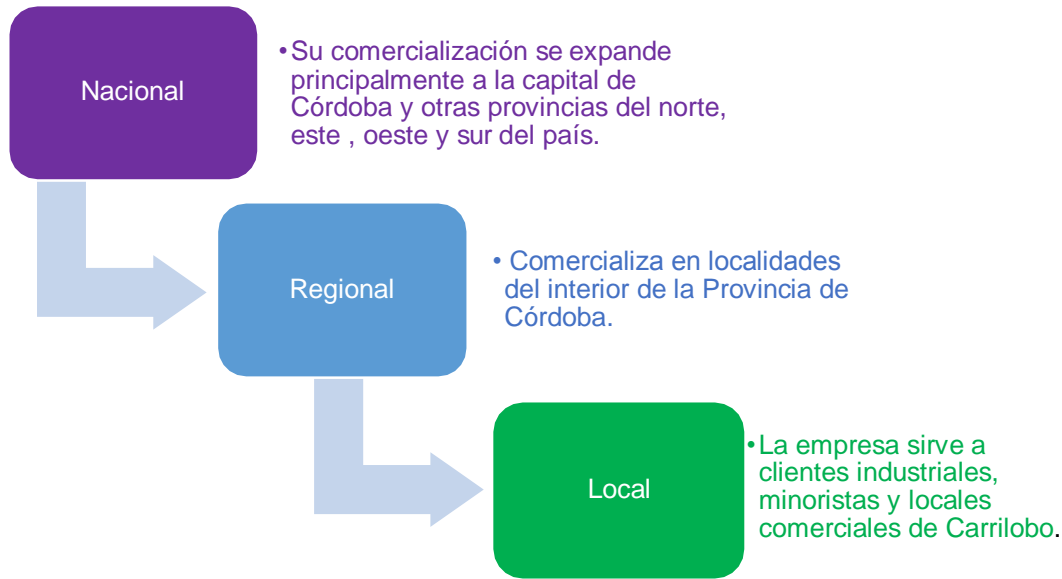 Nacional
•Su comercialización se expande
principalmente a la capital de
Córdoba y otras provincias del norte,
este , oeste y sur del país.
Regional
• Comercializa en localidades
del interior de la Provincia de
Córdoba.
Local
•La empresa sirve a
clientes industriales,
minoristas y locales
comerciales de Carrilobo.